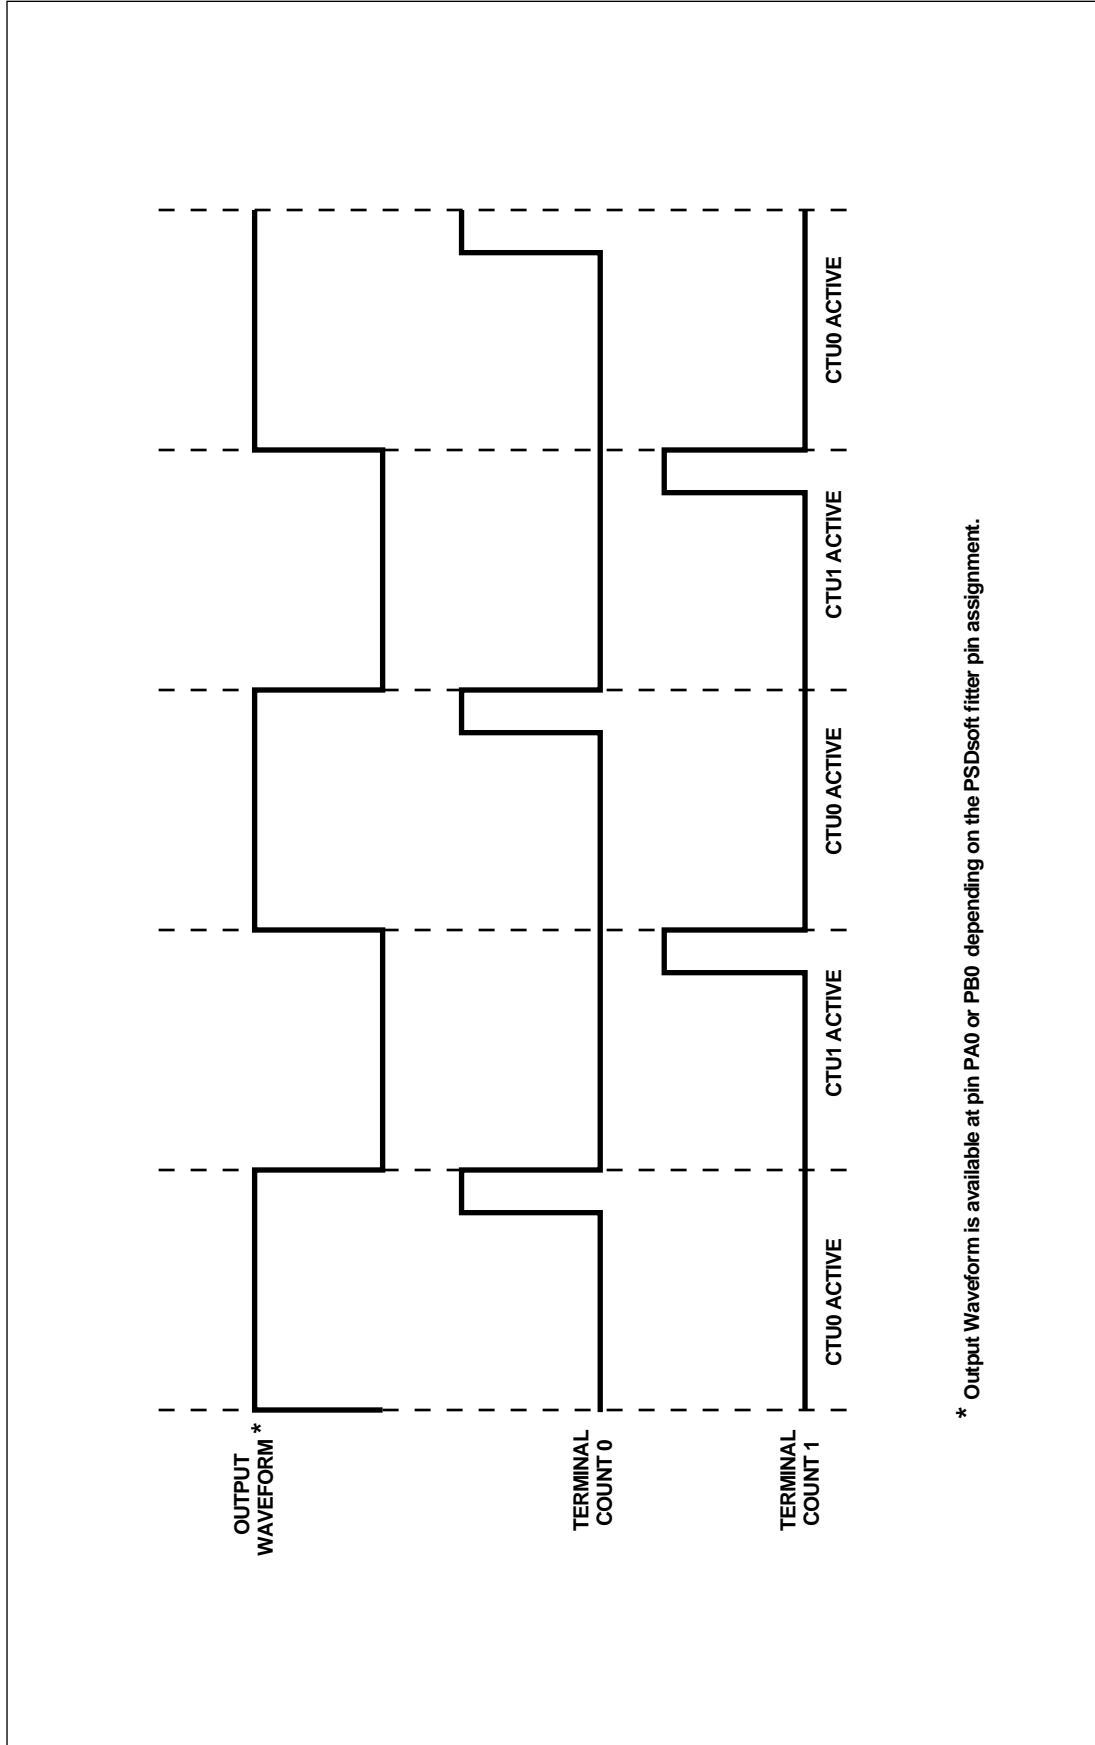 OUTPUT
WAVEFORM *
TERMINAL
COUNT 0
TERMINAL
COUNT 1
CTU0 ACTIVE
CTU1 ACTIVE
CTU0 ACTIVE
CTU1 ACTIVE
CTU0 ACTIVE
* Output Waveform is available at pin PA0 or PB0 depending on the PSDsoft fitter pin assignment.